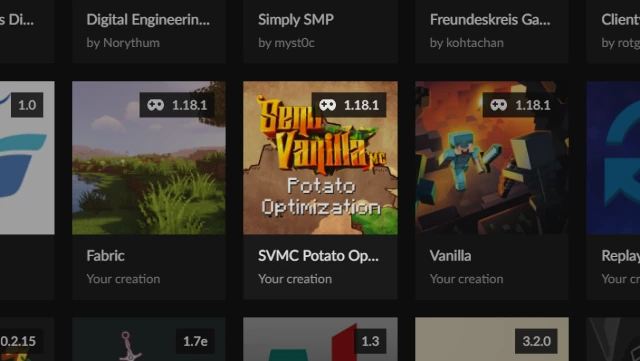 s Di...
Digital Engineerin...
Simply SMP
Freundeskreis Ga...
Client
by Norythum
by myst0c
by kohtachan
by rotg
1.0
1.18.1
1.18.1
1.18.1
Semi
Vanilla MC
Potato
Optimization
Fabric
SVMC Potato Op...
Vanilla
Replay
Your creation
Your creation
Your creation
Your c
0.2.15
1.7e
1.3
3.2.0